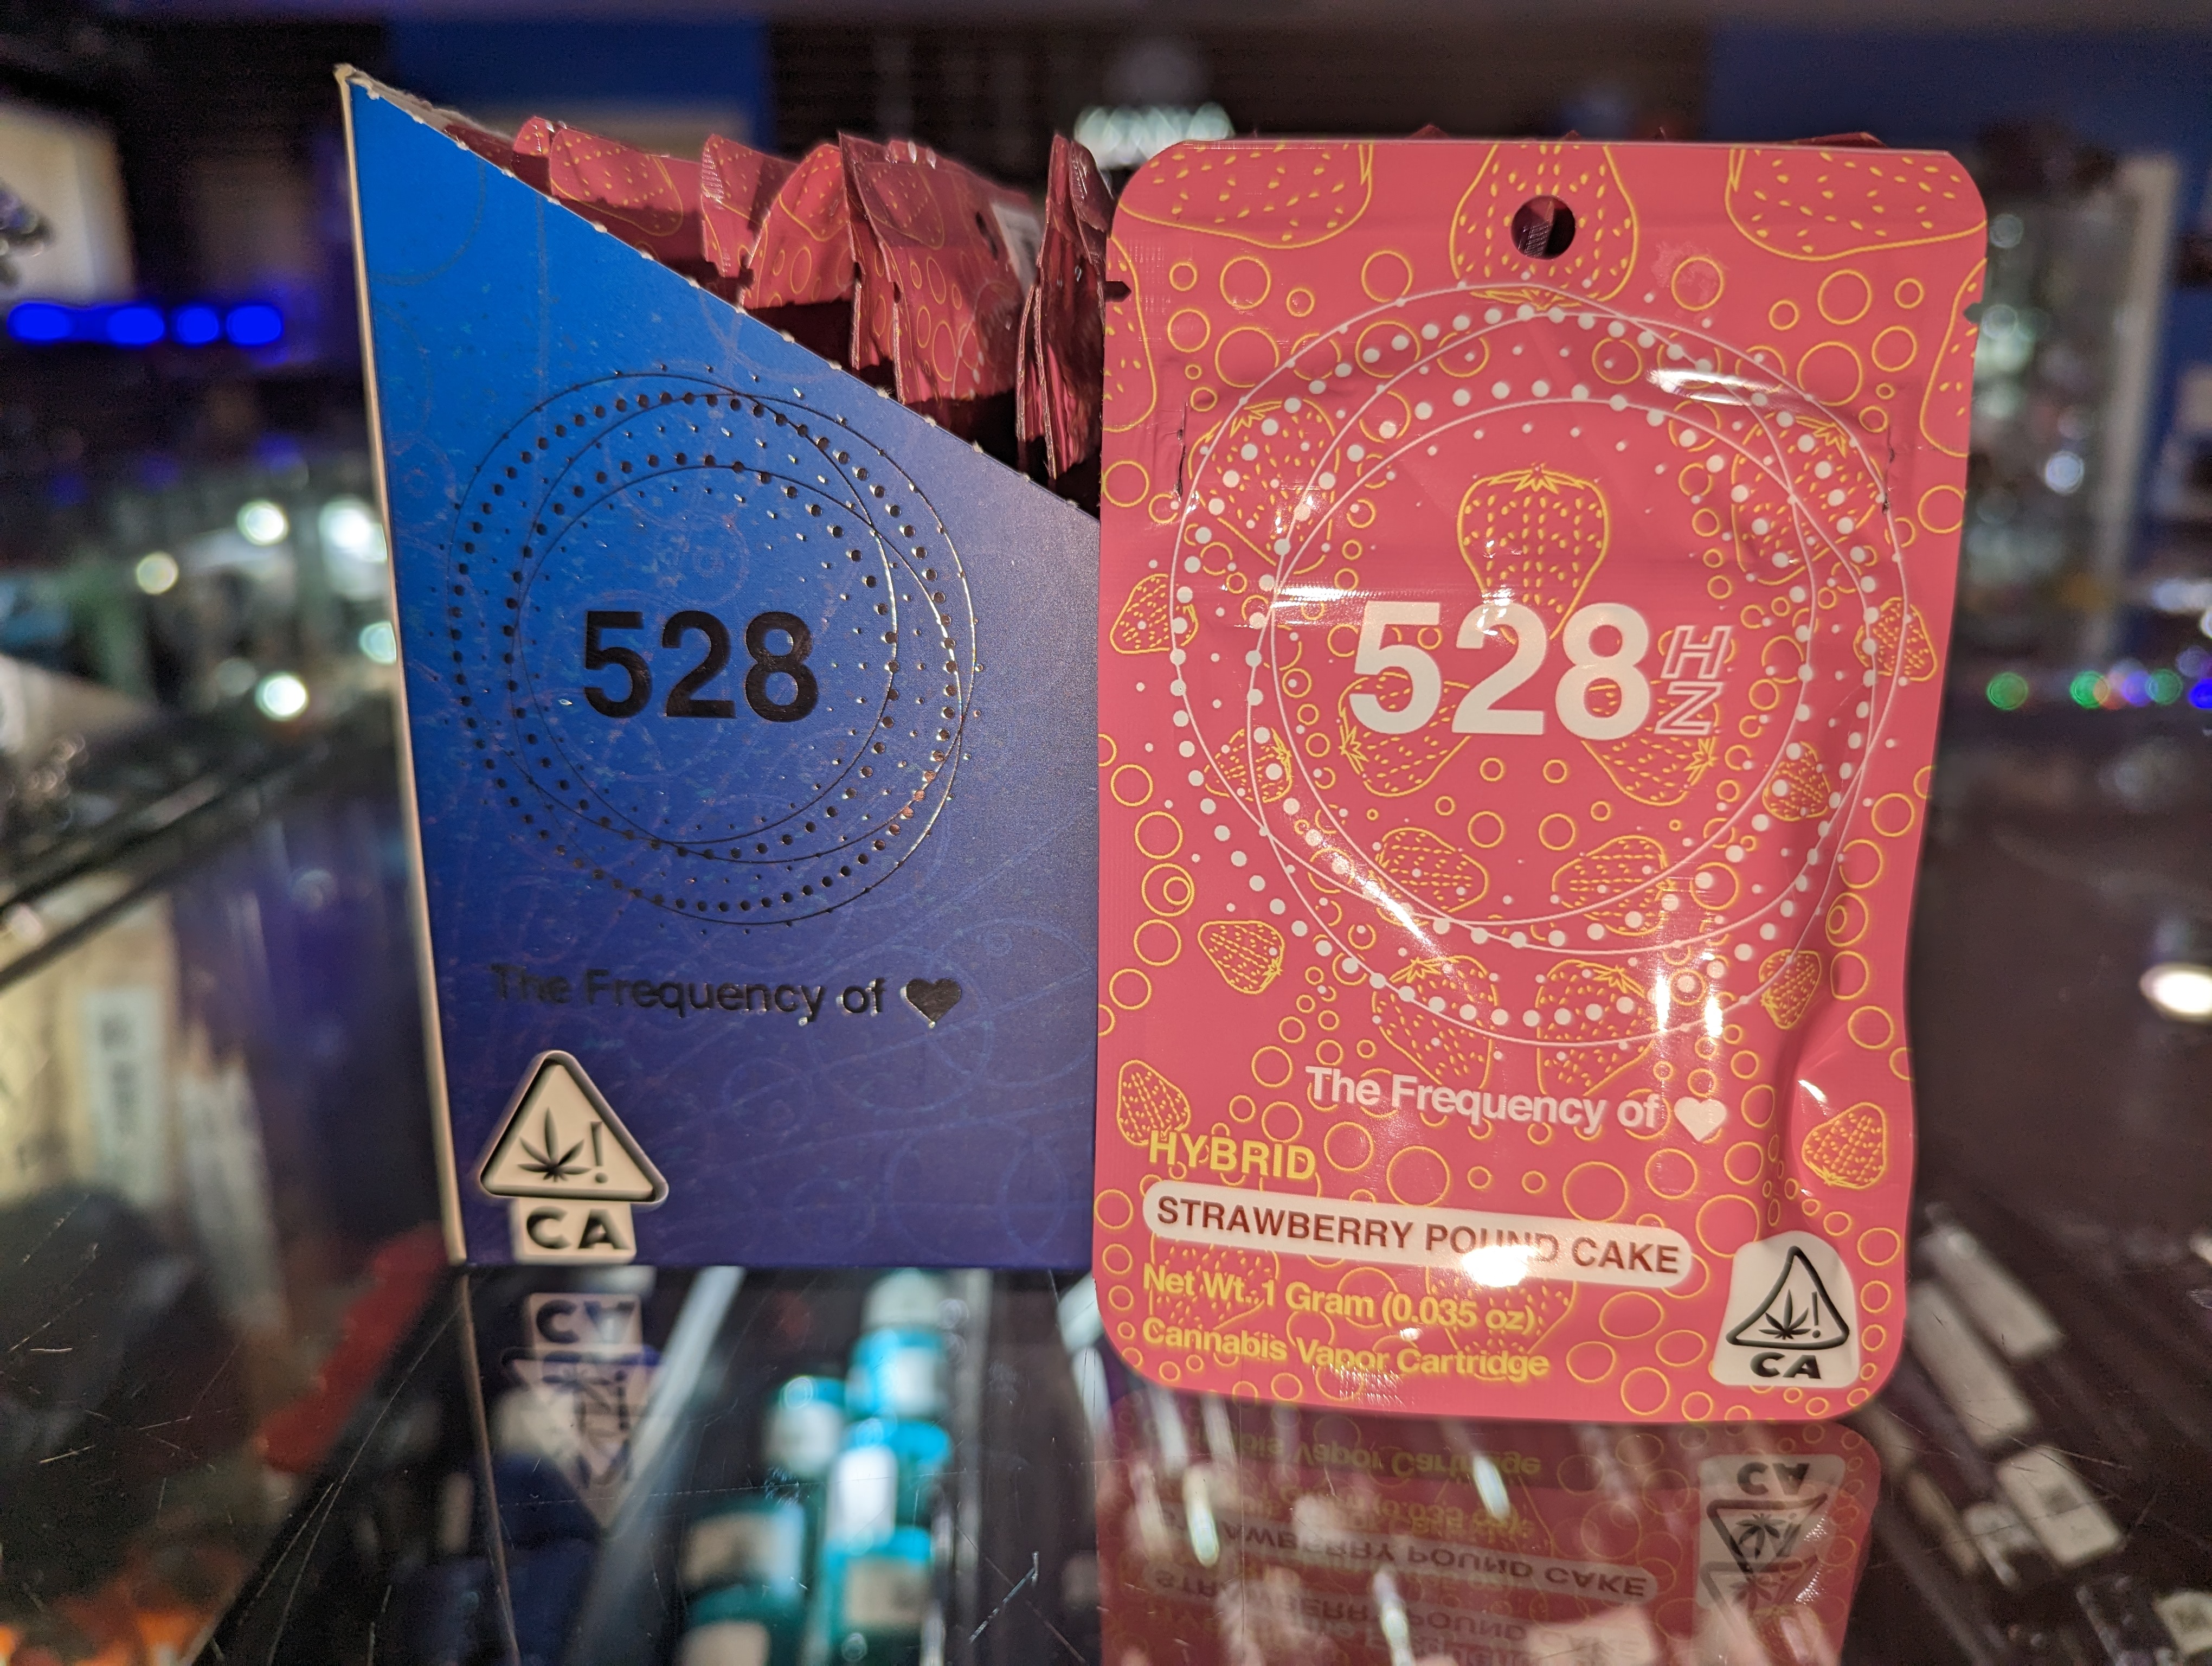 528
The Frequency of
CA
528 HZ
The Frequency of
HYBRID
STRAWBERRY POUND CAKE
Net Wt. 1 Gram (0.035 oz)
Cannabis Vapor Cartridge
CA